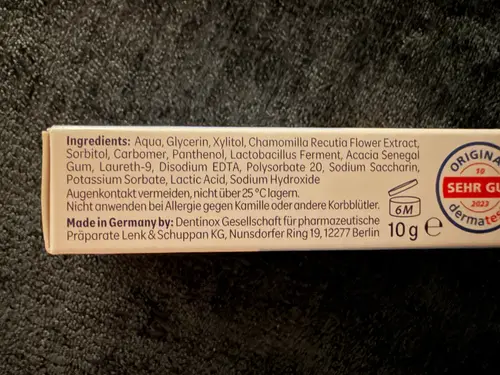 Ingredients: Aqua, Glycerin, Xylitol, Chamomilla Recutia Flower Extract,
Sorbitol, Carbomer, Panthenol, Lactobacillus Ferment, Acacia Senegal
Gum, Laureth-9, Disodium EDTA, Polysorbate 20, Sodium Saccharin,
Potassium Sorbate, Lactic Acid, Sodium Hydroxide
Augenkontakt vermeiden, nicht über 25 °C lagern.
Nicht anwenden bei Allergie gegen Kamille oder andere Korbblütler.
6M
Made in Germany by: Dentinox Gesellschaft für pharmazeutische
Präparate Lenk & Schuppan KG, Nunsdorfer Ring 19, 12277 Berlin
10 g ℮
ORIGINA
SEHR GU
2023
dermates